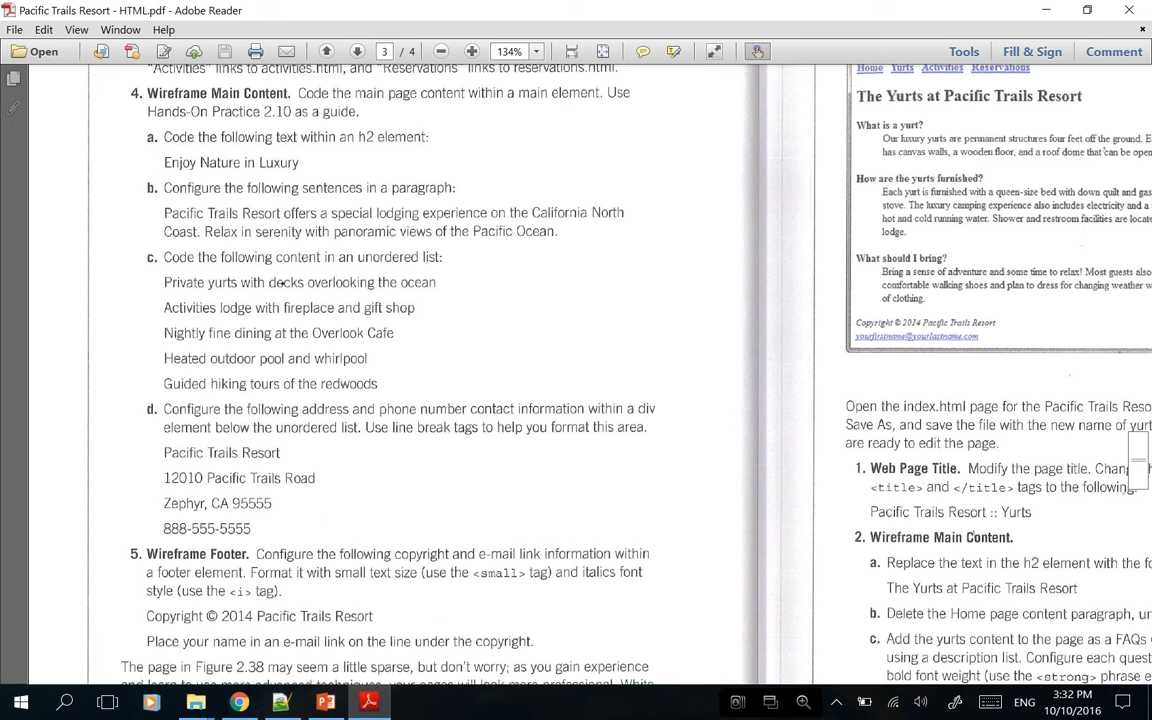 Pacific Trails Resort - HTML.pdf - Adobe Reader
File Edit View Window Help
Open 3 / 4 134% Tools Fill & Sign Comment
"Activities" links to activities.html, and "Reservations" links to reservations.html.
4. Wireframe Main Content. Code the main page content within a main element. Use
Hands-On Practice 2.10 as a guide.
a. Code the following text within an h2 element:
Enjoy Nature in Luxury
b. Configure the following sentences in a paragraph:
Pacific Trails Resort offers a special lodging experience on the California North
Coast. Relax in serenity with panoramic views of the Pacific Ocean.
c. Code the following content in an unordered list:
Private yurts with decks overlooking the ocean
Activities lodge with fireplace and gift shop
Nightly fine dining at the Overlook Cafe
Heated outdoor pool and whirlpool
Guided hiking tours of the redwoods
d. Configure the following address and phone number contact information within a div
element below the unordered list. Use line break tags to help you format this area.
Pacific Trails Resort
12010 Pacific Trails Road
Zephyr, CA 95555
888-555-5555
5. Wireframe Footer. Configure the following copyright and e-mail link information within
a footer element. Format it with small text size (use the <small> tag) and italics font
style (use the <i> tag).
Copyright © 2014 Pacific Trails Resort
Place your name in an e-mail link on the line under the copyright.
The page in Figure 2.38 may seem a little sparse, but don't worry; as you gain experience
Home Yurts Activities Reservations
The Yurts at Pacific Trails Resort
What is a yurt?
Our luxury yurts are permanent structures four feet off the ground. E
has canvas walls, a wooden floor, and a roof dome that can be open
How are the yurts furnished?
Each yurt is furnished with a queen-size bed with down quilt and gas
stove. The luxury camping experience also includes electricity and a
hot and cold running water. Shower and restroom facilities are locate
lodge.
What should I bring?
Bring a sense of adventure and some time to relax! Most guests also
comfortable walking shoes and plan to dress for changing weather w
of clothing.
Copyright © 2014 Pacific Trails Resort
yourfirstname@yourlastname.com
Open the index.html page for the Pacific Trails Reso
Save As, and save the file with the new name of yurt
are ready to edit the page.
1. Web Page Title. Modify the page title. Chan
<title> and </title> tags to the following:
Pacific Trails Resort :: Yurts
2. Wireframe Main Content.
a. Replace the text in the h2 element with the fo
The Yurts at Pacific Trails Resort
b. Delete the Home page content paragraph, un
c. Add the yurts content to the page as a FAQs
using a description list. Configure each quest
bold font weight (use the <strong> phrase e
ENG 3:32 PM
10/10/2016